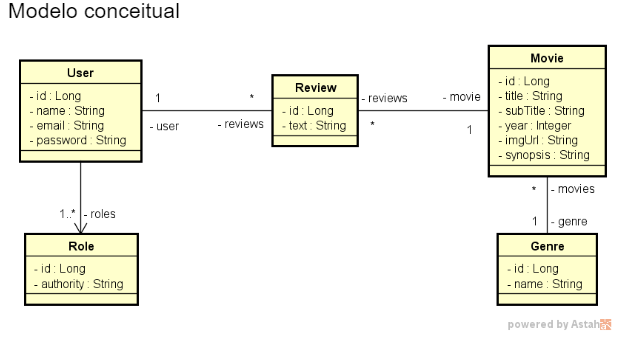 Modelo conceitual
User
- id : Long
- name : String
- email : String
- password : String
1
- user
*
- reviews
Review
- id : Long
- text : String
- reviews
*
- movie
1
Movie
- id : Long
- title : String
- subTitle : String
- year : Integer
- imgUrl : String
- synopsis : String
1..*
- roles
Role
- id : Long
- authority : String
*
- movies
1
- genre
Genre
- id : Long
- name : String
powered by Astah